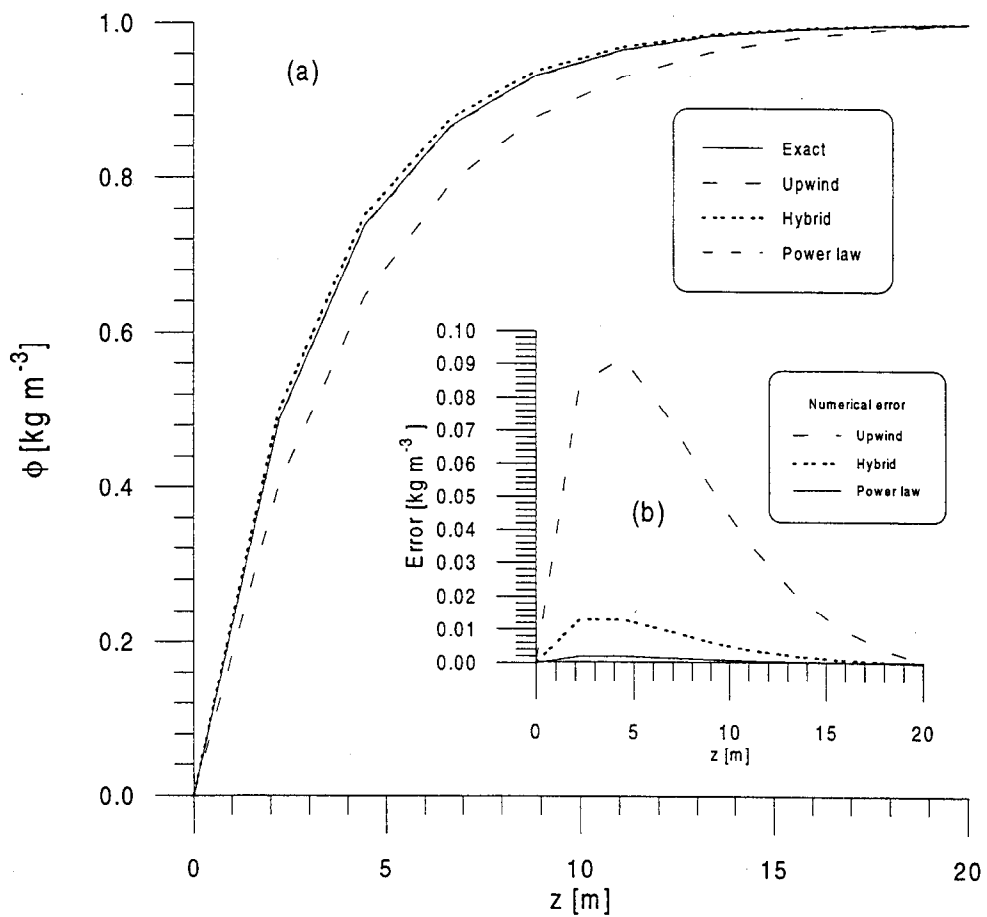 1.0
0.8
0.6
0.4
0.2
0.0
ϕ [kg m⁻³]
(a)
Exact
Upwind
Hybrid
Power law
0.10
0.09
0.08
0.07
0.06
0.05
0.04
0.03
0.02
0.01
0.00
Error [kg m⁻³]
(b)
Numerical error
Upwind
Hybrid
Power law
0 5 10 15 20
z [m]
0 5 10 15 20
z [m]